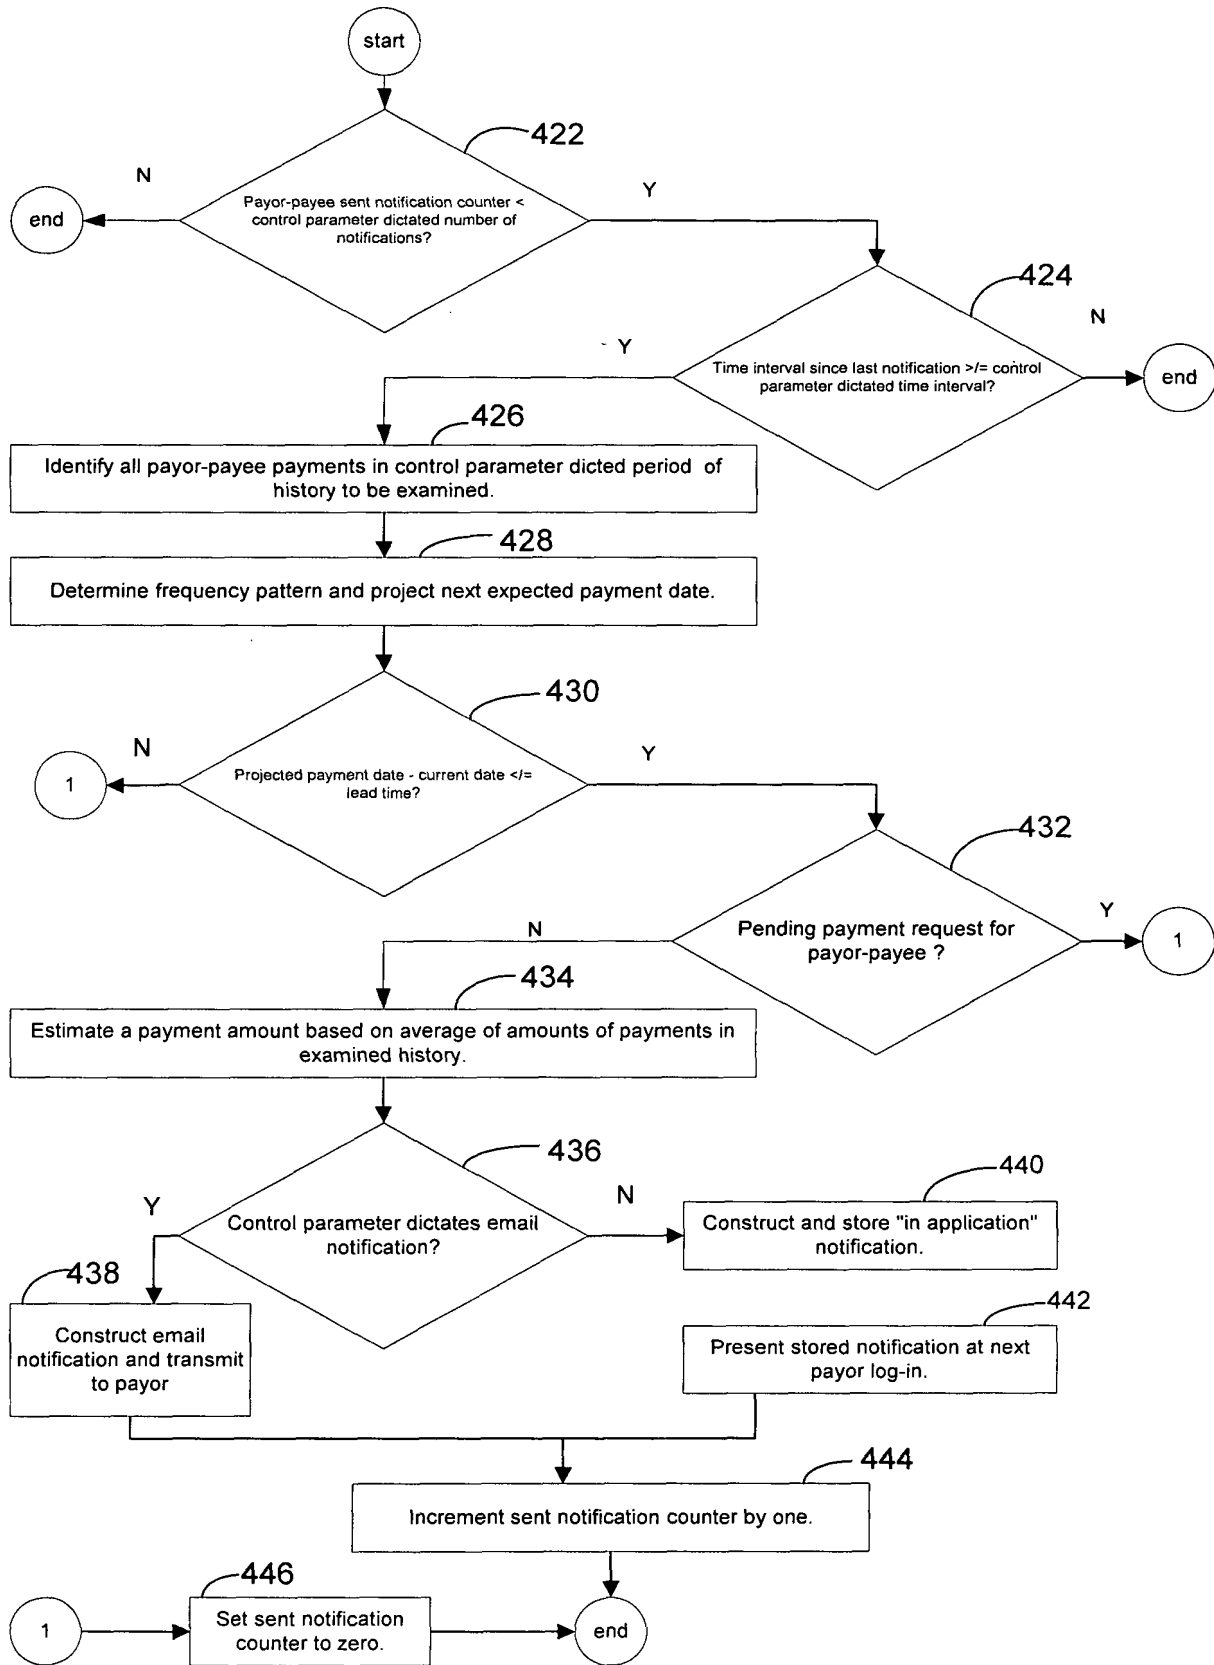 start
422
N
Y
Payor-payee sent notification counter <
control parameter dictated number of
notifications?
end
424
N
Y
Time interval since last notification >/= control
parameter dictated time interval?
end
426
Identify all payor-payee payments in control parameter dicted period of
history to be examined.
428
Determine frequency pattern and project next expected payment date.
430
N
Y
Projected payment date - current date </=
lead time?
1
432
Y
N
Pending payment request for
payor-payee ?
1
434
Estimate a payment amount based on average of amounts of payments in
examined history.
436
Y
N
Control parameter dictates email
notification?
440
Construct and store "in application"
notification.
438
Construct email
notification and transmit
to payor
442
Present stored notification at next
payor log-in.
444
Increment sent notification counter by one.
446
1
Set sent notification
counter to zero.
end